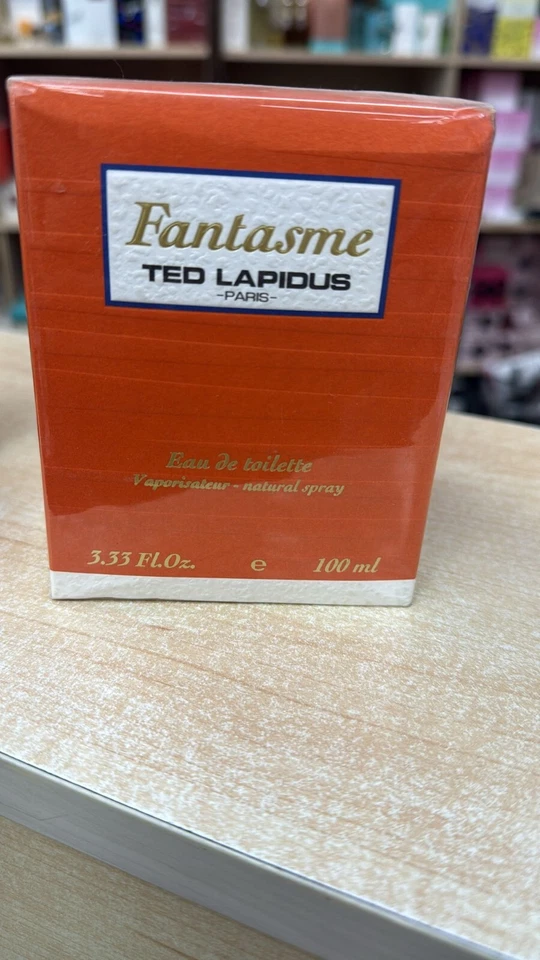 Fantasme
TED LAPIDUS
-PARIS-
Eau de toilette
Vaporisateur - natural spray
3.33 Fl.Oz. e 100 ml